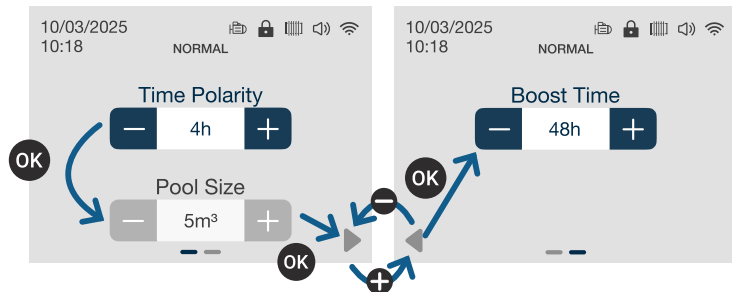 10/03/2025
10:18
NORMAL
Time Polarity
− 4h +
OK
Pool Size
− 5m³ +
OK
10/03/2025
10:18
NORMAL
Boost Time
− 48h +
OK
−
+